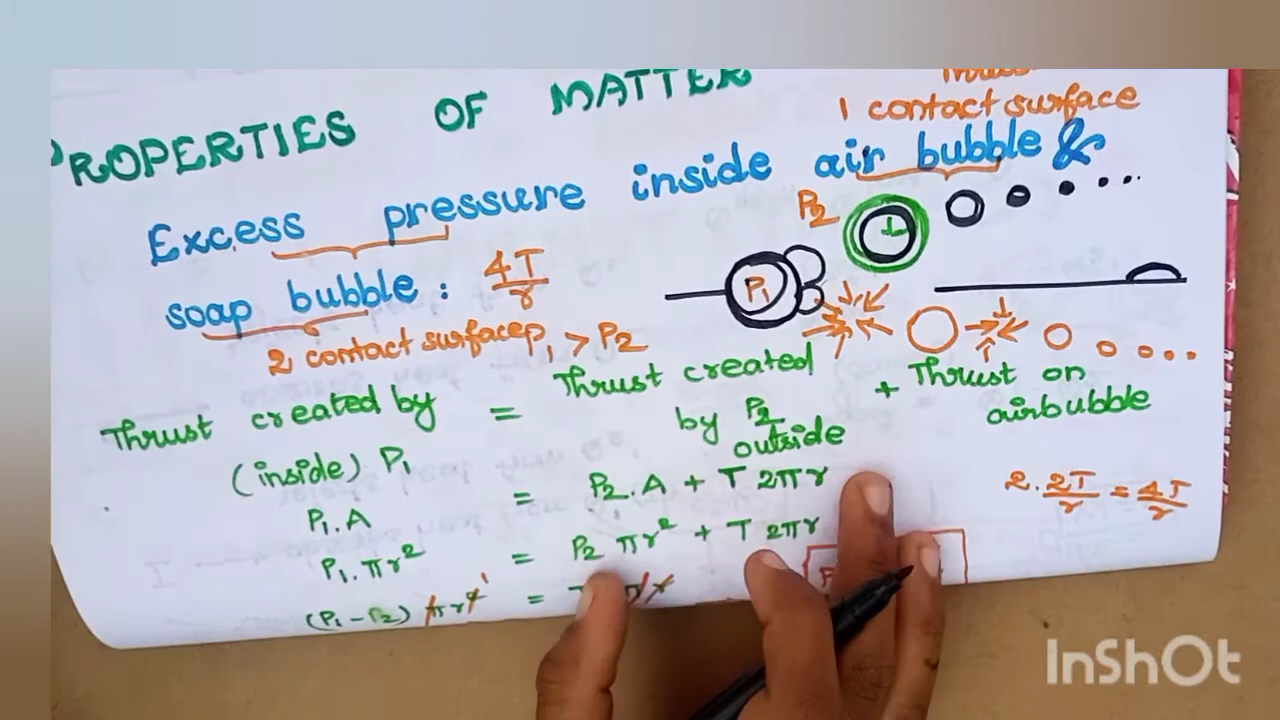 PROPERTIES OF MATTER
1 contact surface
Excess pressure inside air bubble &
soap bubble : 4T/r
2 contact surface
P₁ > P₂
P₂
1
P₁
Thrust created by (inside) P₁ = Thrust created by P₂ outside + Thrust on airbubble
P₁.A = P₂.A + T 2πr
P₁.πr² = P₂ πr² + T 2πr
(P₁-P₂) πr² =
2. 2T/r = 4T/r
InShOt